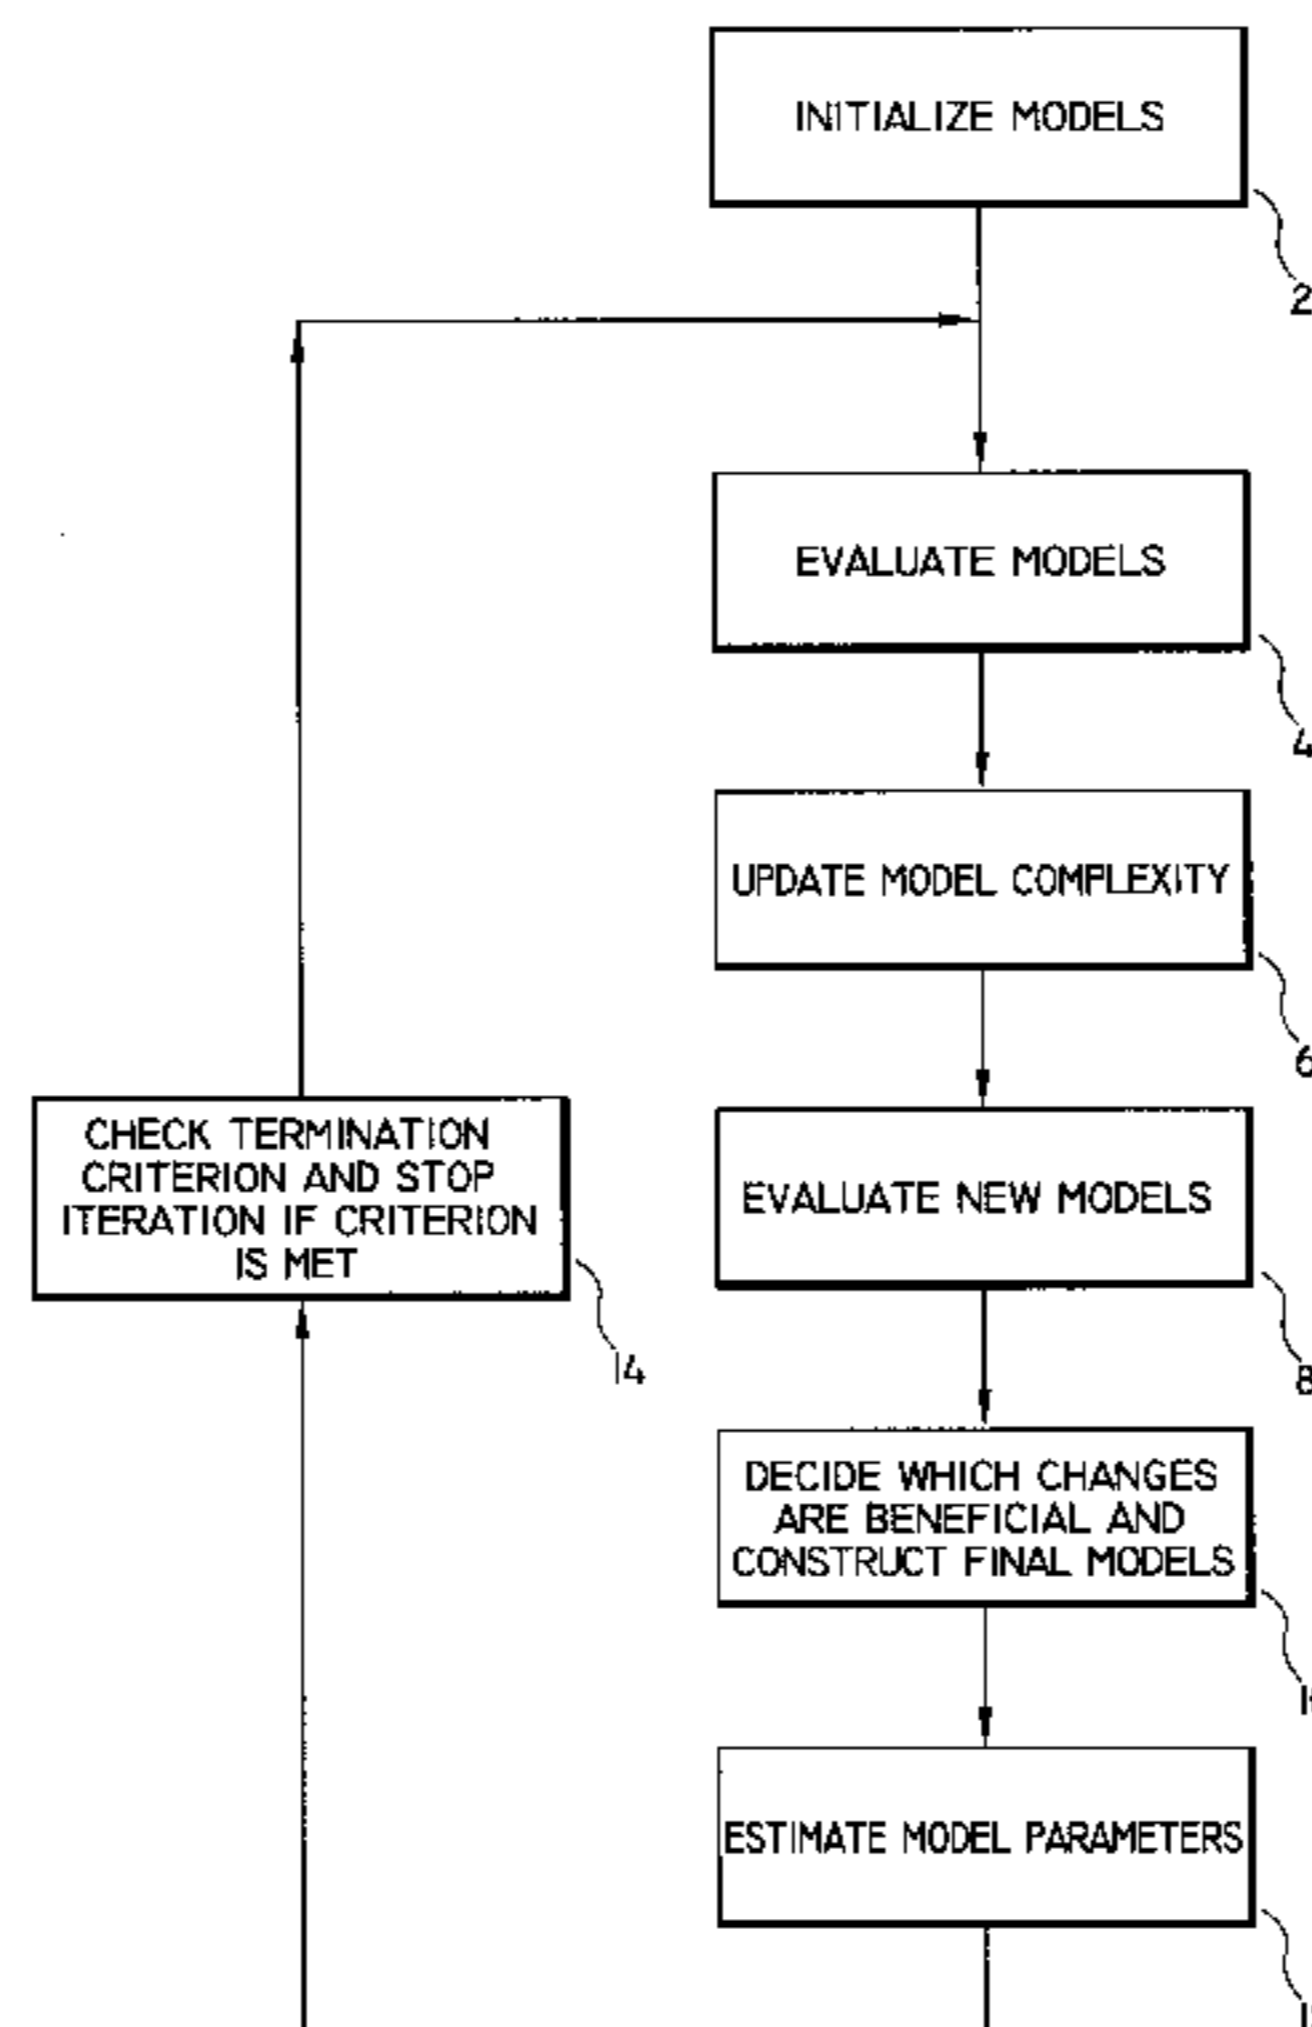 INITIALIZE MODELS
2
EVALUATE MODELS
4
UPDATE MODEL COMPLEXITY
6
CHECK TERMINATION
CRITERION AND STOP
ITERATION IF CRITERION
IS MET
14
EVALUATE NEW MODELS
8
DECIDE WHICH CHANGES
ARE BENEFICIAL AND
CONSTRUCT FINAL MODELS
ESTIMATE MODEL PARAMETERS